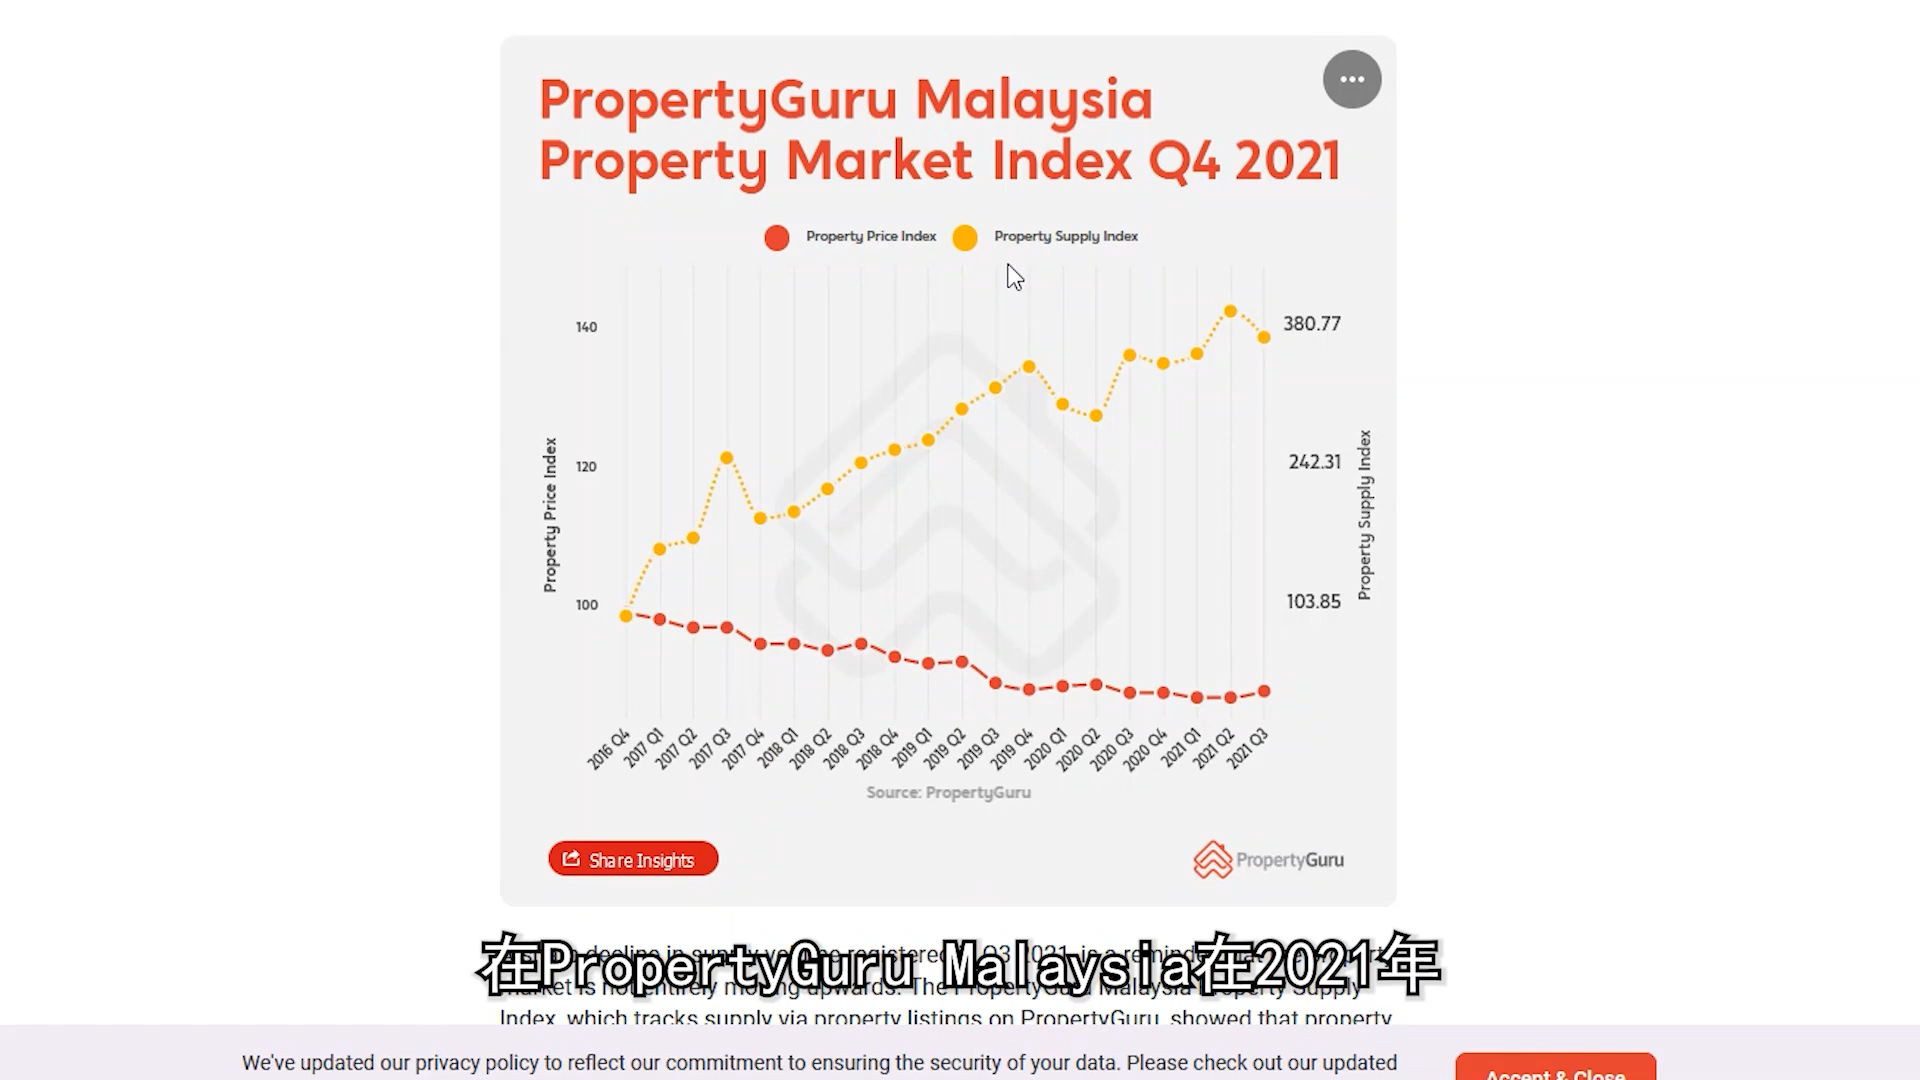 PropertyGuru Malaysia
Property Market Index Q4 2021
Property Price Index
Property Supply Index
140
120
100
380.77
242.31
103.85
Property Price Index
Property Supply Index
2016 Q4
2017 Q1
2017 Q2
2017 Q3
2017 Q4
2018 Q1
2018 Q2
2018 Q3
2018 Q4
2019 Q1
2019 Q2
2019 Q3
2019 Q4
2020 Q1
2020 Q2
2020 Q3
2020 Q4
2021 Q1
2021 Q2
2021 Q3
Source: PropertyGuru
Share Insights
PropertyGuru
在PropertyGuru Malaysia在2021年
Index, which tracks supply via property listings on PropertyGuru, showed that property
We've updated our privacy policy to reflect our commitment to ensuring the security of your data. Please check out our updated
Accept & Close